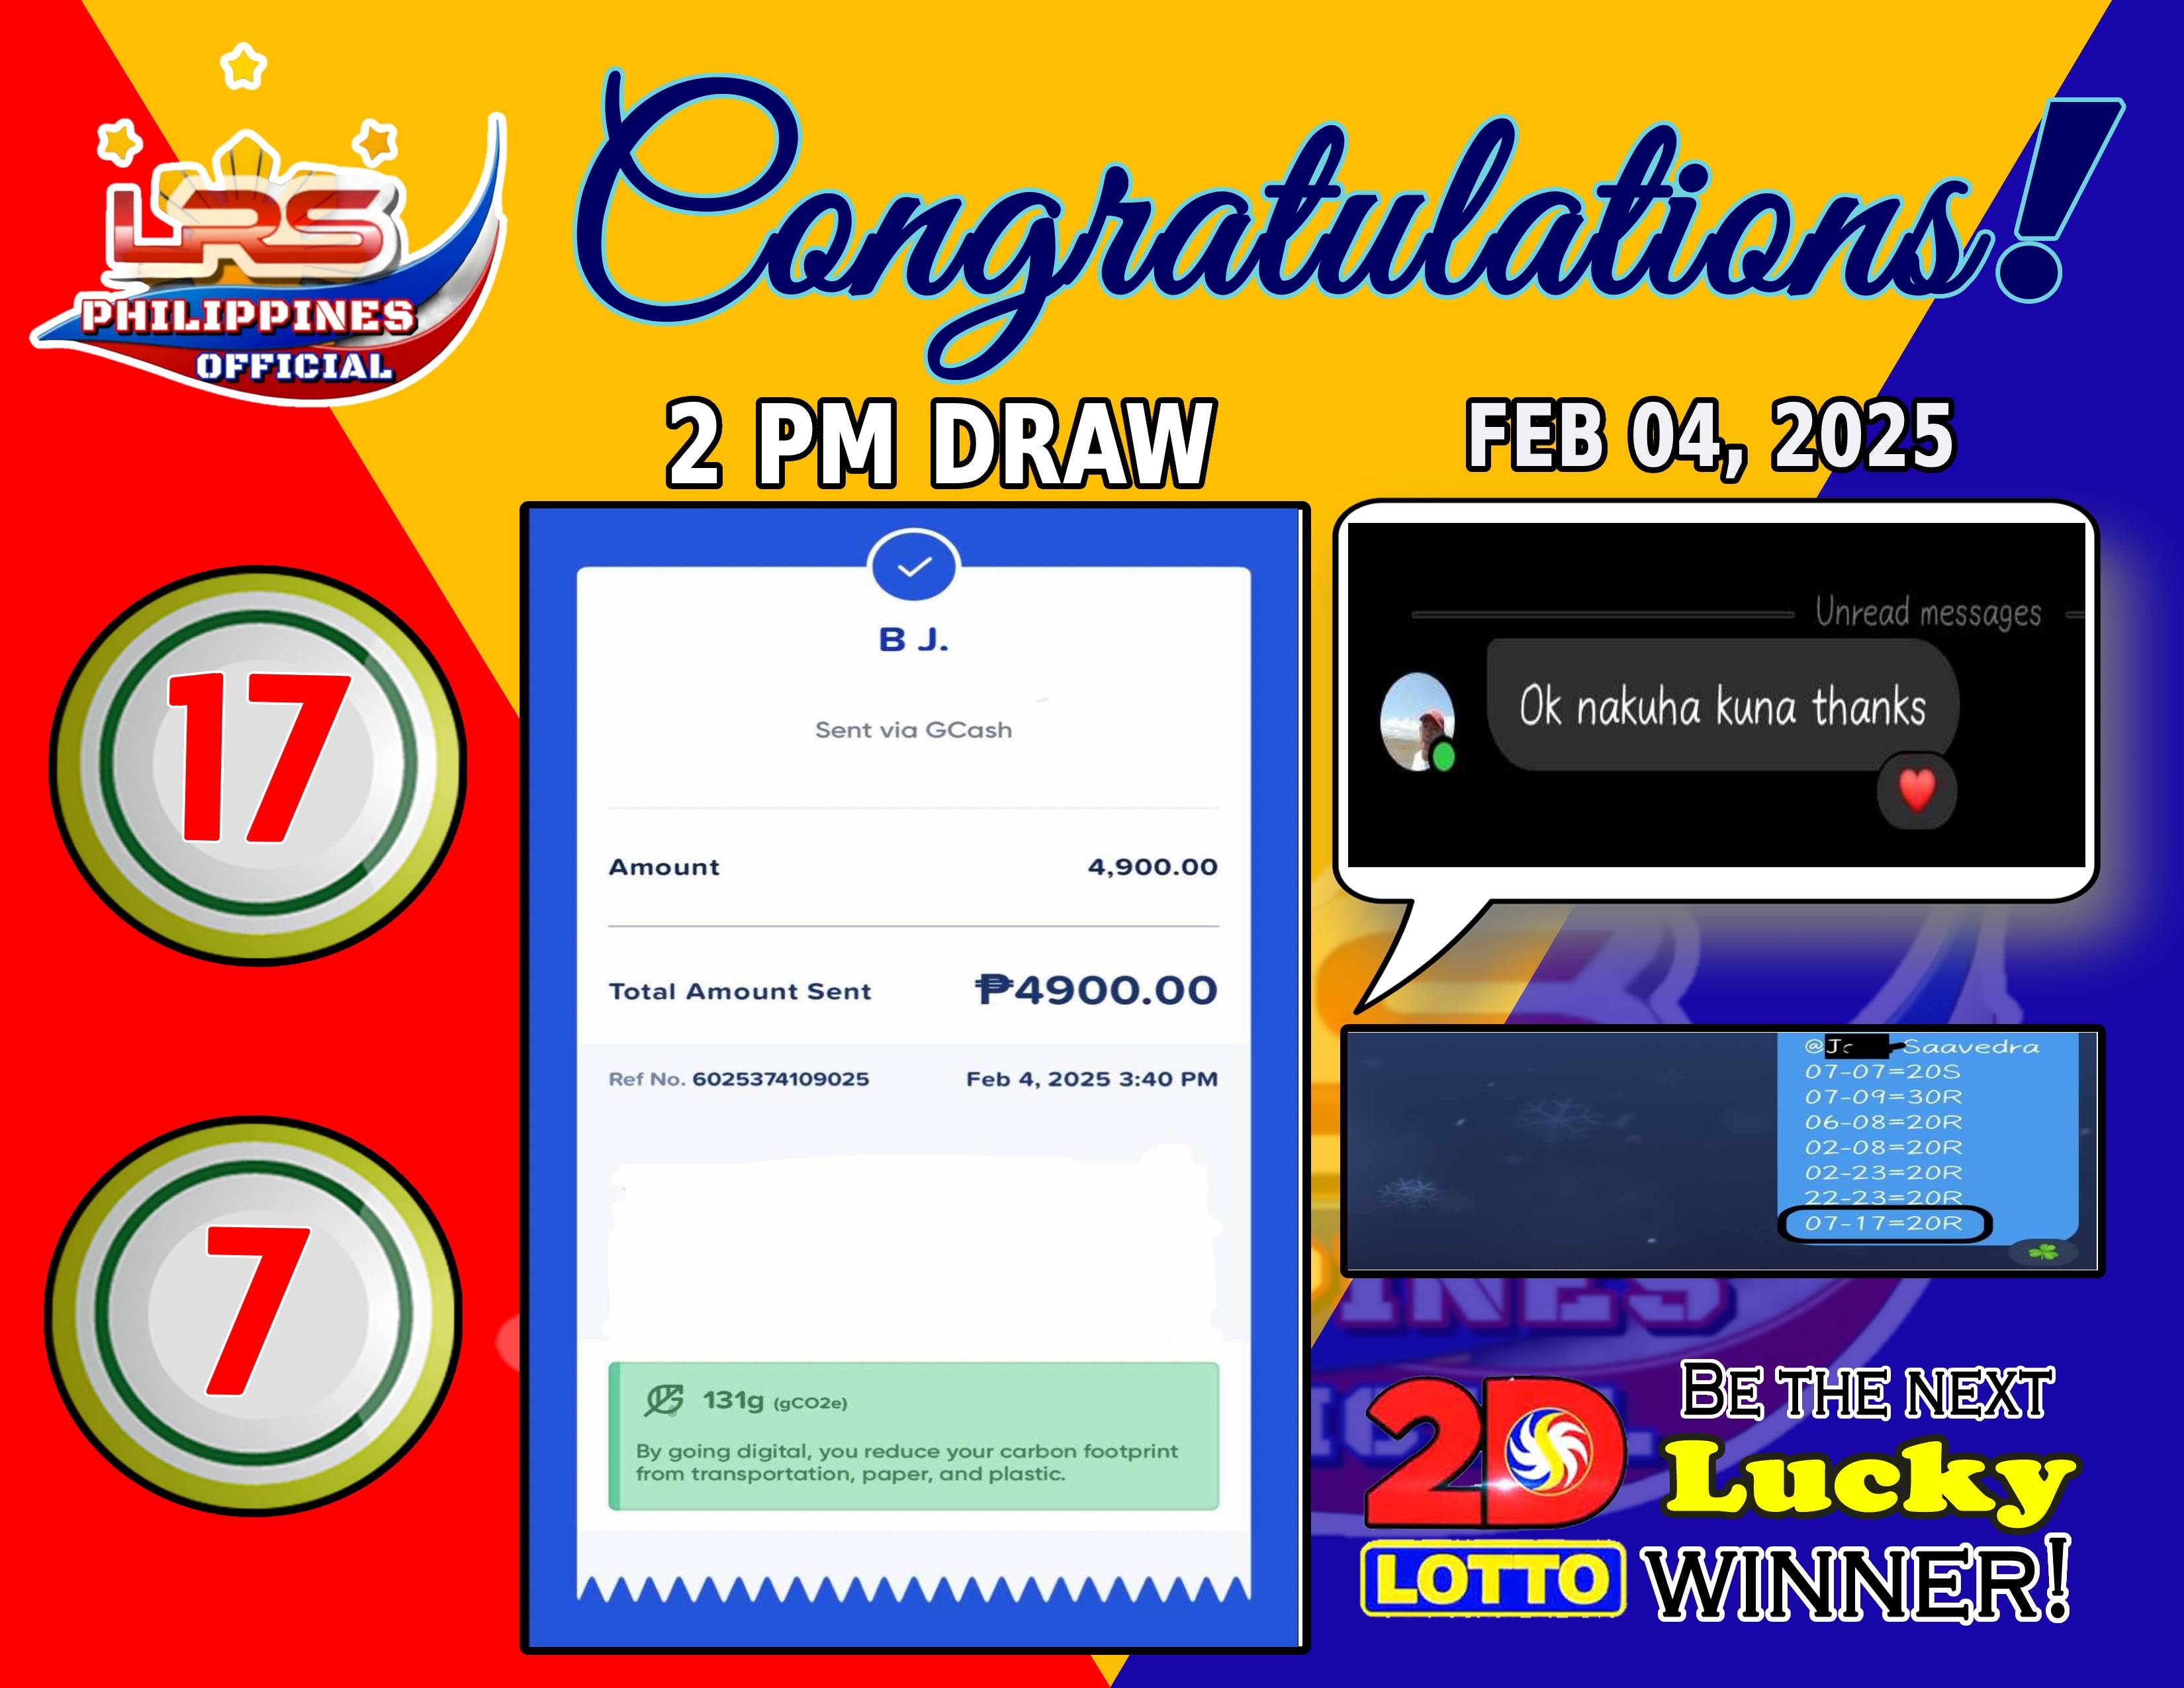 LRS
PHILIPPINES
OFFICIAL
Congratulations!
2 PM DRAW
FEB 04, 2025
17
7
B J.
Sent via GCash
Amount 4,900.00
Total Amount Sent ₱4900.00
Ref No. 6025374109025 Feb 4, 2025 3:40 PM
131g (gCO2e)
By going digital, you reduce your carbon footprint
from transportation, paper, and plastic.
Unread messages
Ok nakuha kuna thanks
Saavedra
07-07=20S
07-09=30R
06-08=20R
02-08=20R
02-23=20R
22-23=20R
07-17=20R
2D
LOTTO
BE THE NEXT
Lucky
WINNER!